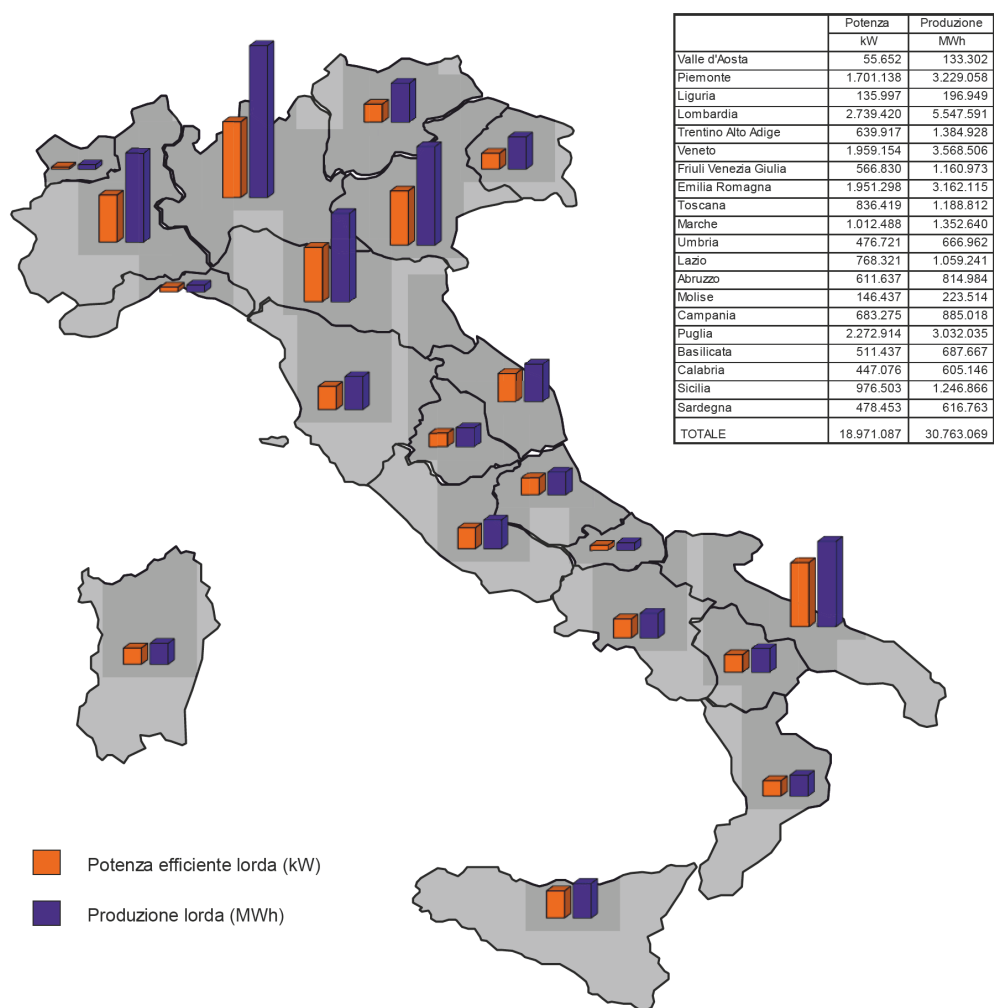 Potenza Produzione
kW MWh
Valle d'Aosta 55.652 133.302
Piemonte 1.701.138 3.229.058
Liguria 135.997 196.949
Lombardia 2.739.420 5.547.591
Trentino Alto Adige 639.917 1.384.928
Veneto 1.959.154 3.568.506
Friuli Venezia Giulia 566.830 1.160.973
Emilia Romagna 1.951.298 3.162.115
Toscana 836.419 1.188.812
Marche 1.012.488 1.352.640
Umbria 476.721 666.962
Lazio 768.321 1.059.241
Abruzzo 611.637 814.984
Molise 146.437 223.514
Campania 683.275 885.018
Puglia 2.272.914 3.032.035
Basilicata 511.437 687.667
Calabria 447.076 605.146
Sicilia 976.503 1.246.866
Sardegna 478.453 616.763
TOTALE 18.971.087 30.763.069
Potenza efficiente lorda (kW)
Produzione lorda (MWh)